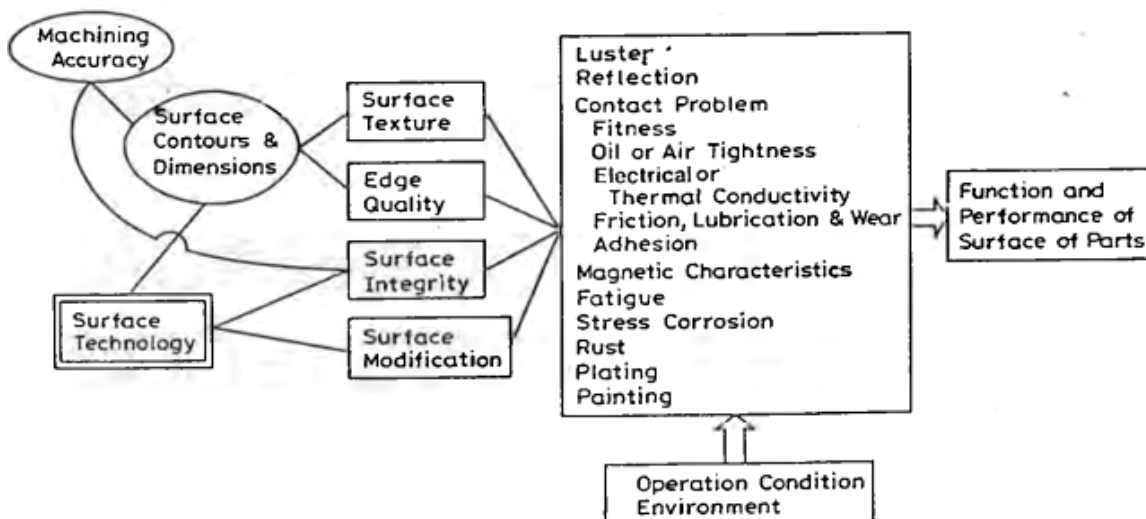 Machining
Accuracy
Surface
Contours &
Dimensions
Surface
Technology
Surface
Texture
Edge
Quality
Surface
Integrity
Surface
Modification
Luster
Reflection
Contact Problem
Fitness
Oil or Air Tightness
Electrical or
Thermal Conductivity
Friction, Lubrication & Wear
Adhesion
Magnetic Characteristics
Fatigue
Stress Corrosion
Rust
Plating
Painting
Function and
Performance of
Surface of Parts
Operation Condition
Environment